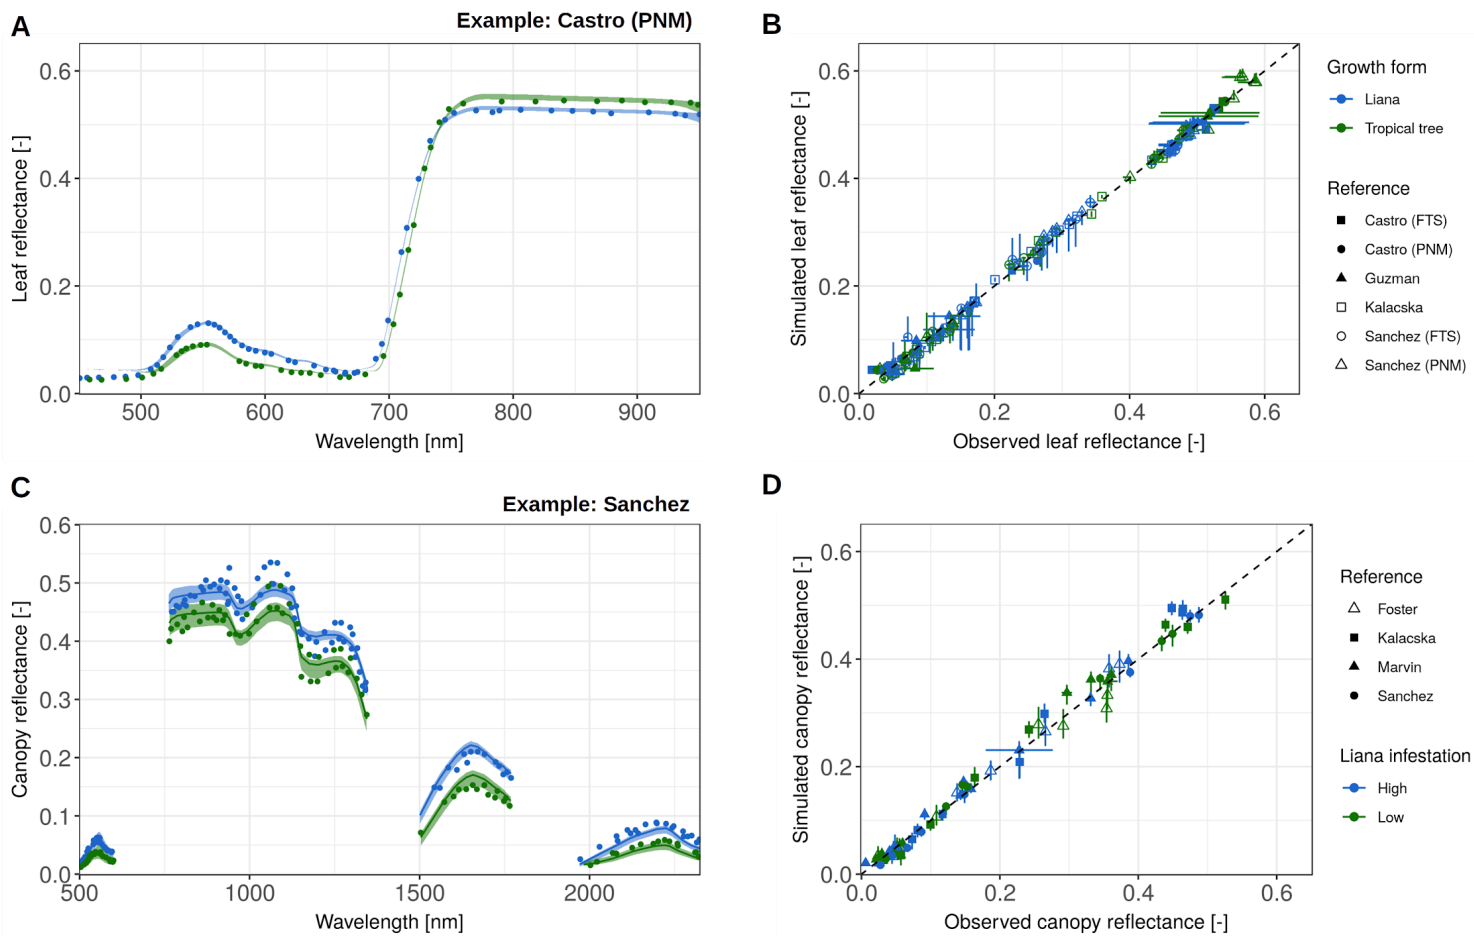 A
Example: Castro (PNM)
Leaf reflectance [-]
0.6
0.4
0.2
0.0
500 600 700 800 900
Wavelength [nm]
B
Simulated leaf reflectance [-]
0.6
0.4
0.2
0.0
0.0 0.2 0.4 0.6
Observed leaf reflectance [-]
Growth form
Liana
Tropical tree
Reference
Castro (FTS)
Castro (PNM)
Guzman
Kalacska
Sanchez (FTS)
Sanchez (PNM)
C
Example: Sanchez
Canopy reflectance [-]
0.6
0.5
0.4
0.3
0.2
0.1
0.0
500 1000 1500 2000
Wavelength [nm]
D
Simulated canopy reflectance [-]
0.6
0.4
0.2
0.0
0.0 0.2 0.4 0.6
Observed canopy reflectance [-]
Reference
Foster
Kalacska
Marvin
Sanchez
Liana infestation
High
Low